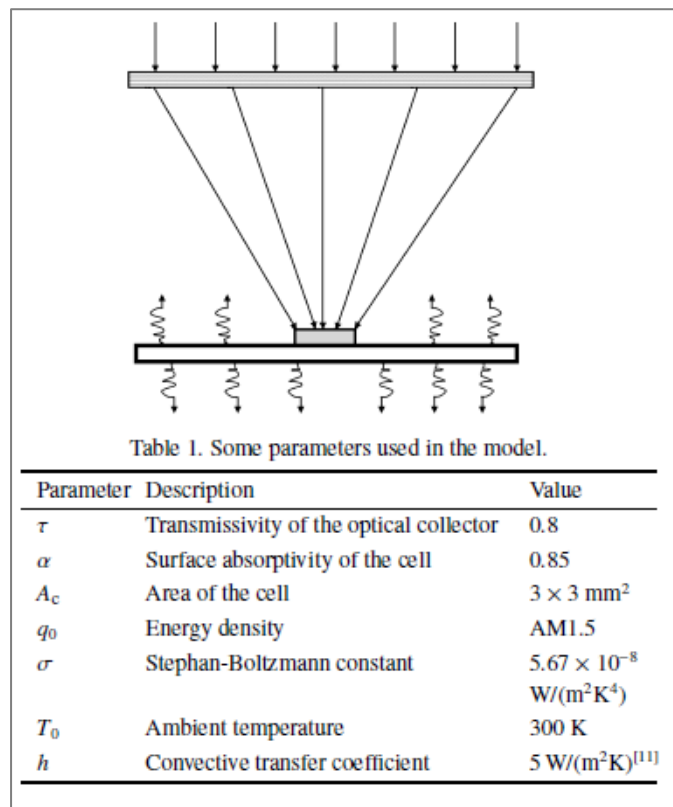 Table 1. Some parameters used in the model.
Parameter Description Value
τ Transmissivity of the optical collector 0.8
α Surface absorptivity of the cell 0.85
A_c Area of the cell 3 × 3 mm²
q₀ Energy density AM1.5
σ Stephan-Boltzmann constant 5.67 × 10⁻⁸
W/(m²K⁴)
T₀ Ambient temperature 300 K
h Convective transfer coefficient 5 W/(m²K)[11]